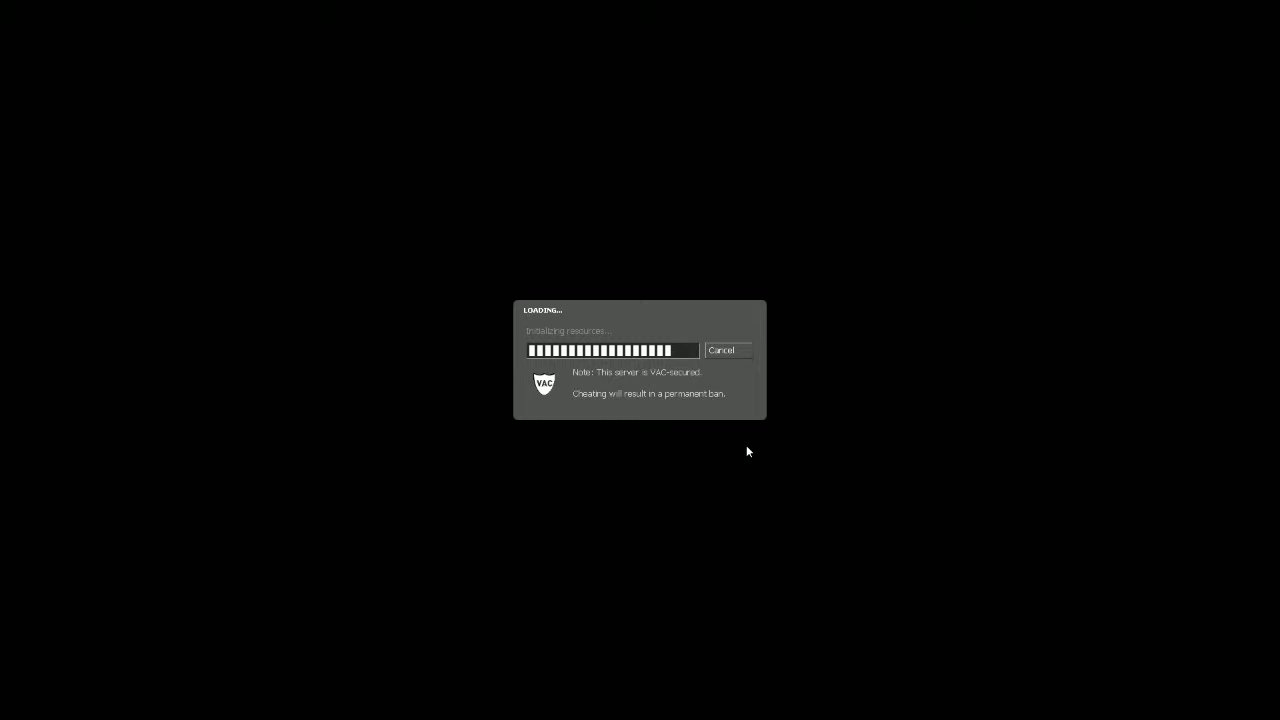 LOADING...
Initializing resources...
Cancel
VAC
Note: This server is VAC-secured.
Cheating will result in a permanent ban.